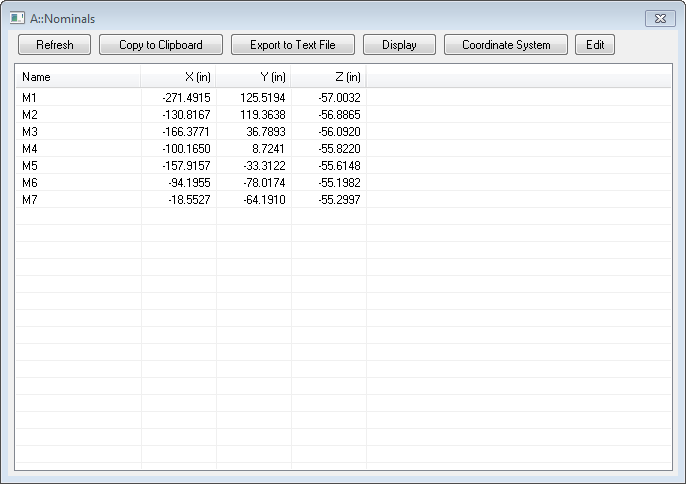 A::Nominals
Refresh Copy to Clipboard Export to Text File Display Coordinate System Edit
Name X (in) Y (in) Z (in)
M1 -271.4915 125.5194 -57.0032
M2 -130.8167 119.3638 -56.8865
M3 -166.3771 36.7893 -56.0920
M4 -100.1650 8.7241 -55.8220
M5 -157.9157 -33.3122 -55.6148
M6 -94.1955 -78.0174 -55.1982
M7 -18.5527 -64.1910 -55.2997